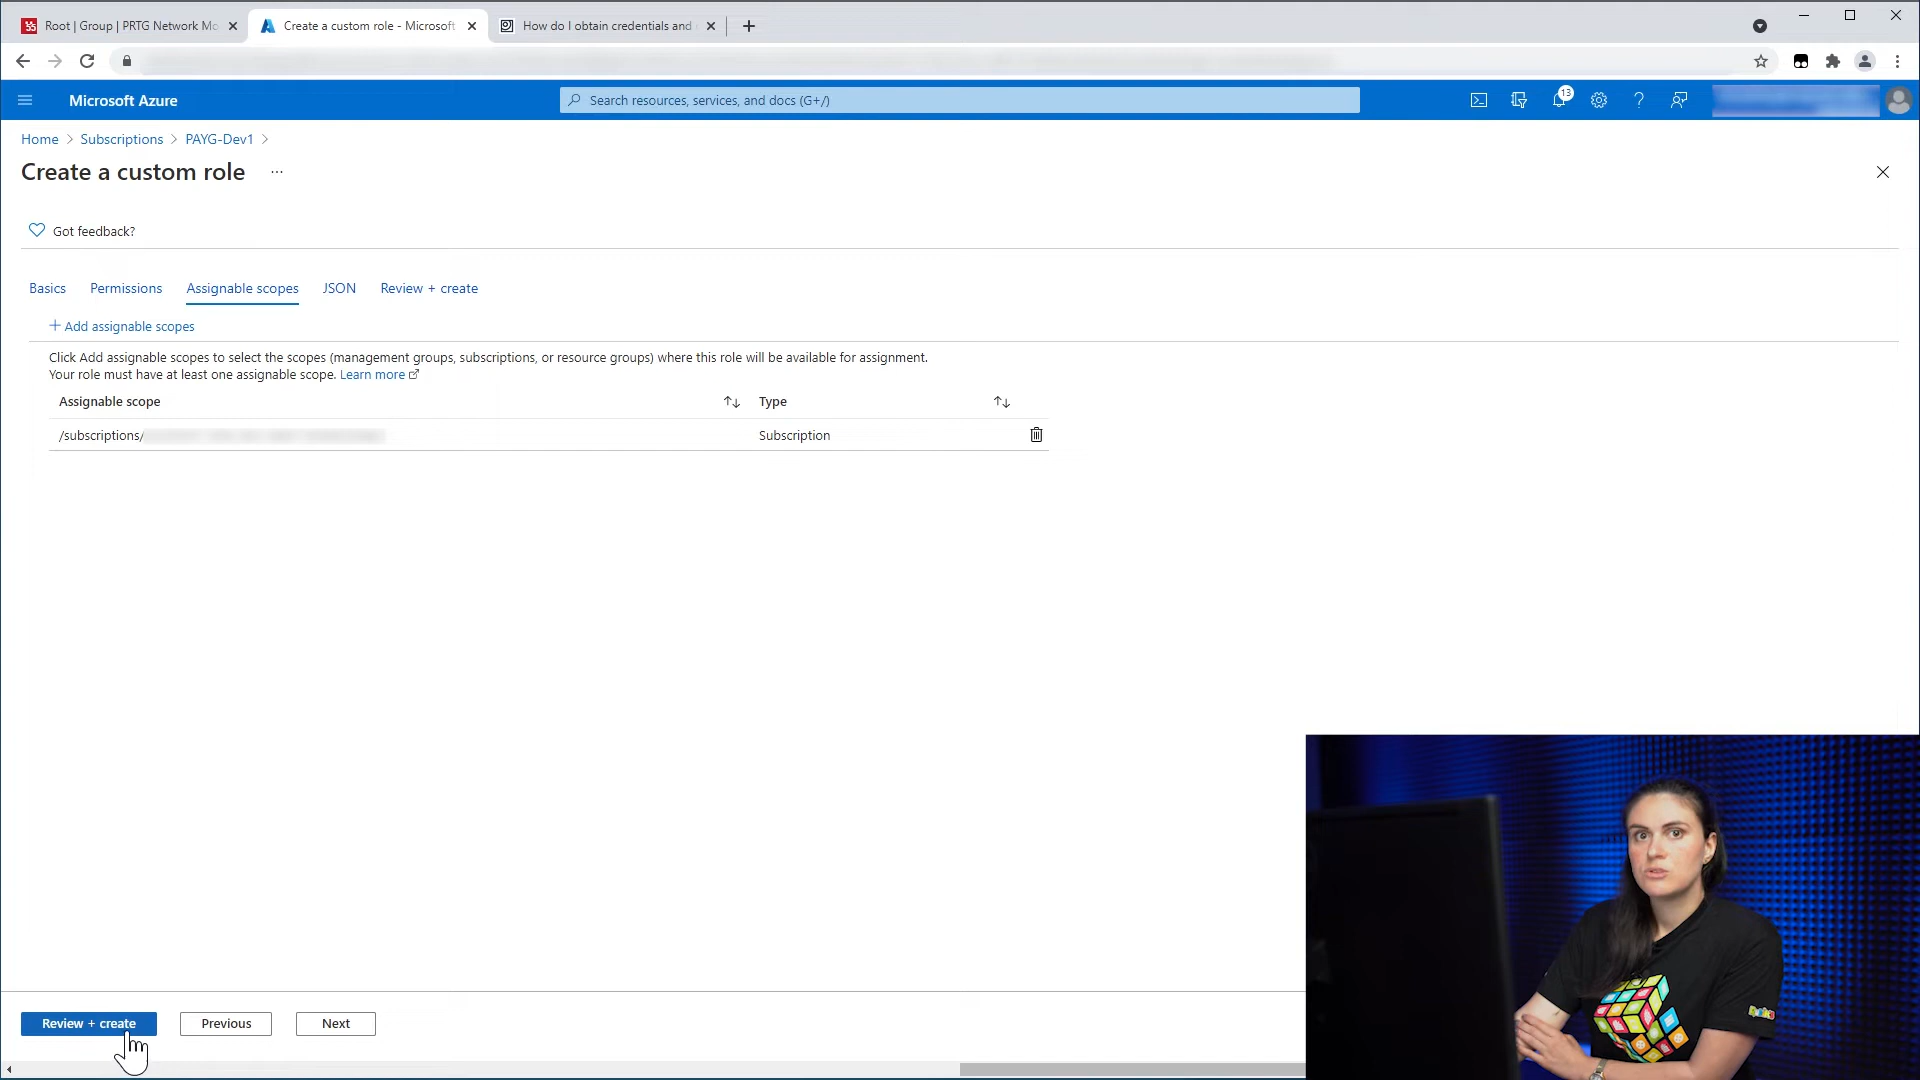 Root | Group | PRTG Network Mo
Create a custom role - Microsoft
How do I obtain credentials and
Microsoft Azure
Search resources, services, and docs (G+/)
13
Home > Subscriptions > PAYG-Dev1 >
Create a custom role ...
Got feedback?
Basics
Permissions
Assignable scopes
JSON
Review + create
+ Add assignable scopes
Click Add assignable scopes to select the scopes (management groups, subscriptions, or resource groups) where this role will be available for assignment.
Your role must have at least one assignable scope. Learn more
Assignable scope
Type
/subscriptions/
Subscription
Review + create
Previous
Next